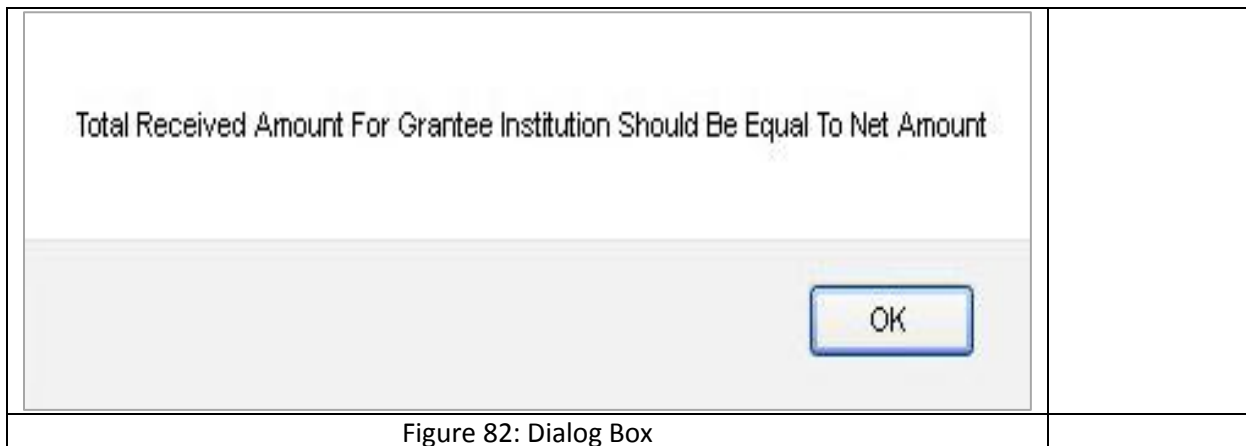 Total Received Amount For Grantee Institution Should Be Equal To Net Amount
OK
Figure 82: Dialog Box